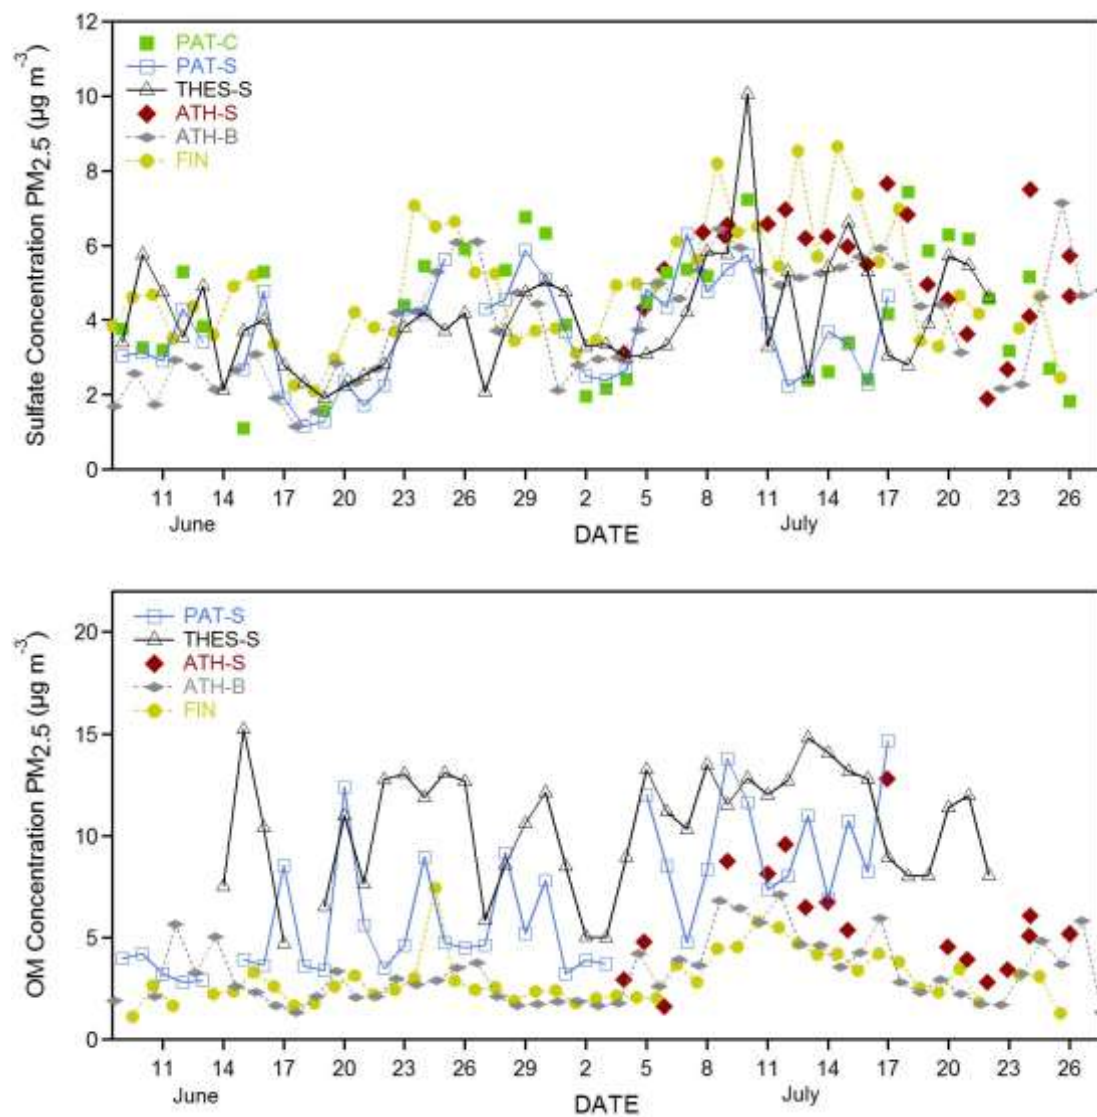 Sulfate Concentration PM2.5 (µg m-3)
12
10
8
6
4
2
0
PAT-C
PAT-S
THES-S
ATH-S
ATH-B
FIN
11 14 17 20 23 26 29 2 5 8 11 14 17 20 23 26
June July
DATE
OM Concentration PM2.5 (µg m-3)
20
15
10
5
0
PAT-S
THES-S
ATH-S
ATH-B
FIN
11 14 17 20 23 26 29 2 5 8 11 14 17 20 23 26
June July
DATE